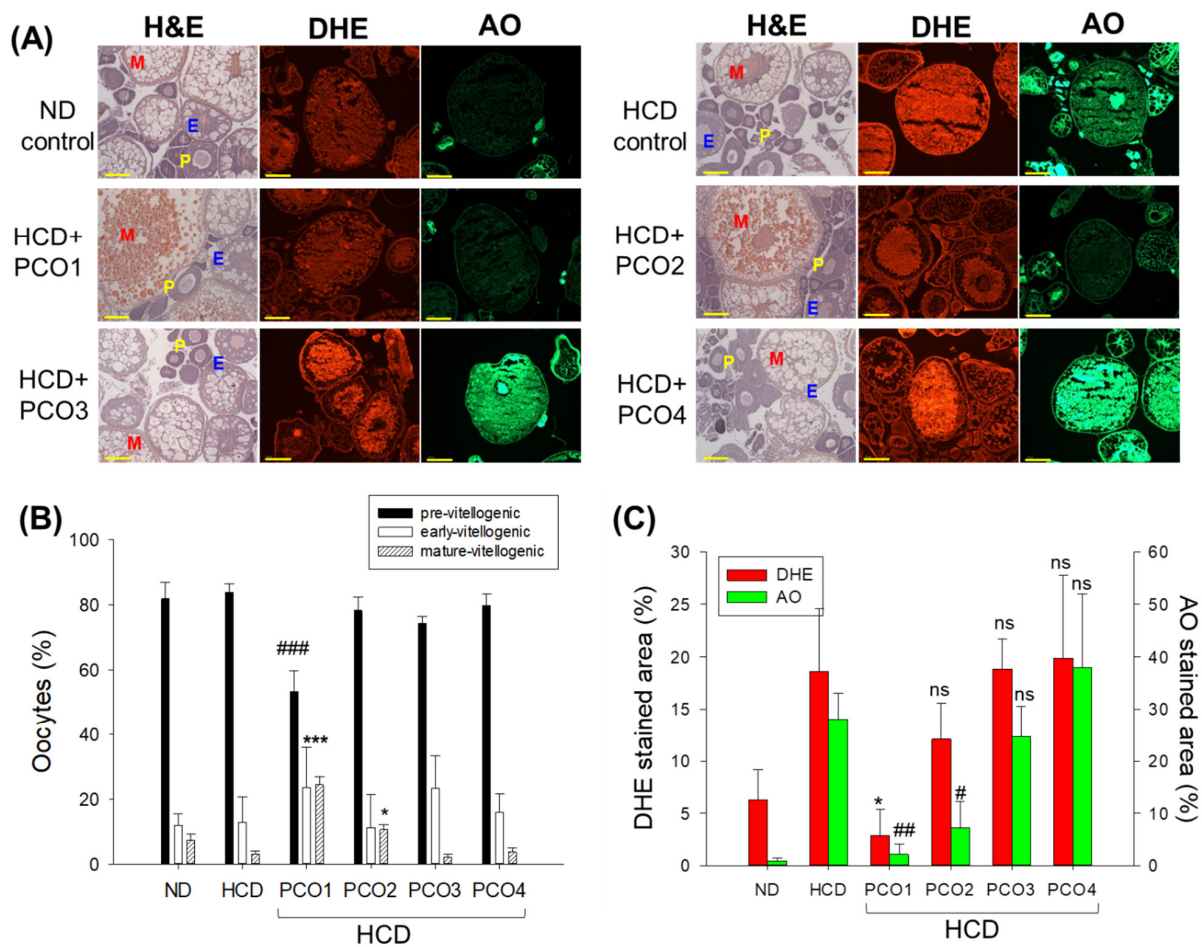 (A)
H&E DHE AO
ND control
M
E
P
HCD+ PCO1
M
E
P
HCD+ PCO3
P
E
M
H&E DHE AO
HCD control
M
E
P
HCD+ PCO2
M
P
E
HCD+ PCO4
P
M
E
(B)
pre-vitellogenic
early-vitellogenic
mature-vitellogenic
Oocytes (%)
100
80
60
40
20
0
###
***
*
ND HCD PCO1 PCO2 PCO3 PCO4
HCD
(C)
DHE
AO
DHE stained area (%)
30
25
20
15
10
5
0
AO stained area (%)
60
50
40
30
20
10
0
*
##
ns
#
ns
ns
ns
ns
ND HCD PCO1 PCO2 PCO3 PCO4
HCD